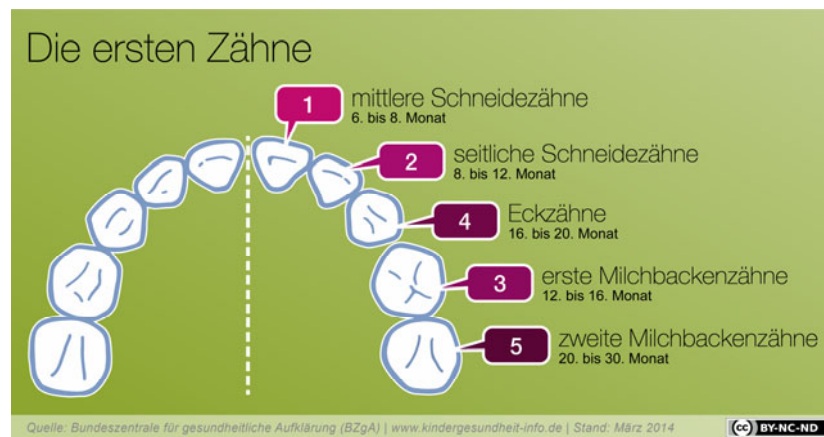 Die ersten Zähne
1
mittlere Schneidezähne
6. bis 8. Monat
2
seitliche Schneidezähne
8. bis 12. Monat
4
Eckzähne
16. bis 20. Monat
3
erste Milchbackenzähne
12. bis 16. Monat
5
zweite Milchbackenzähne
20. bis 30. Monat
Quelle: Bundeszentrale für gesundheitliche Aufklärung (BZgA) | www.kindergesundheit-info.de | Stand: März 2014
cc BY-NC-ND